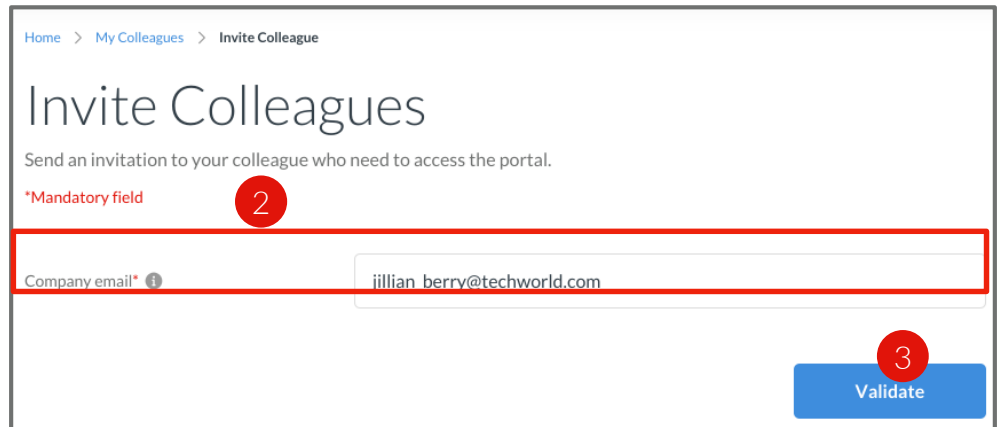 Home > My Colleagues > Invite Colleague
Invite Colleagues
Send an invitation to your colleague who need to access the portal.
*Mandatory field
2
Company email* i
jillian_berry@techworld.com
3
Validate